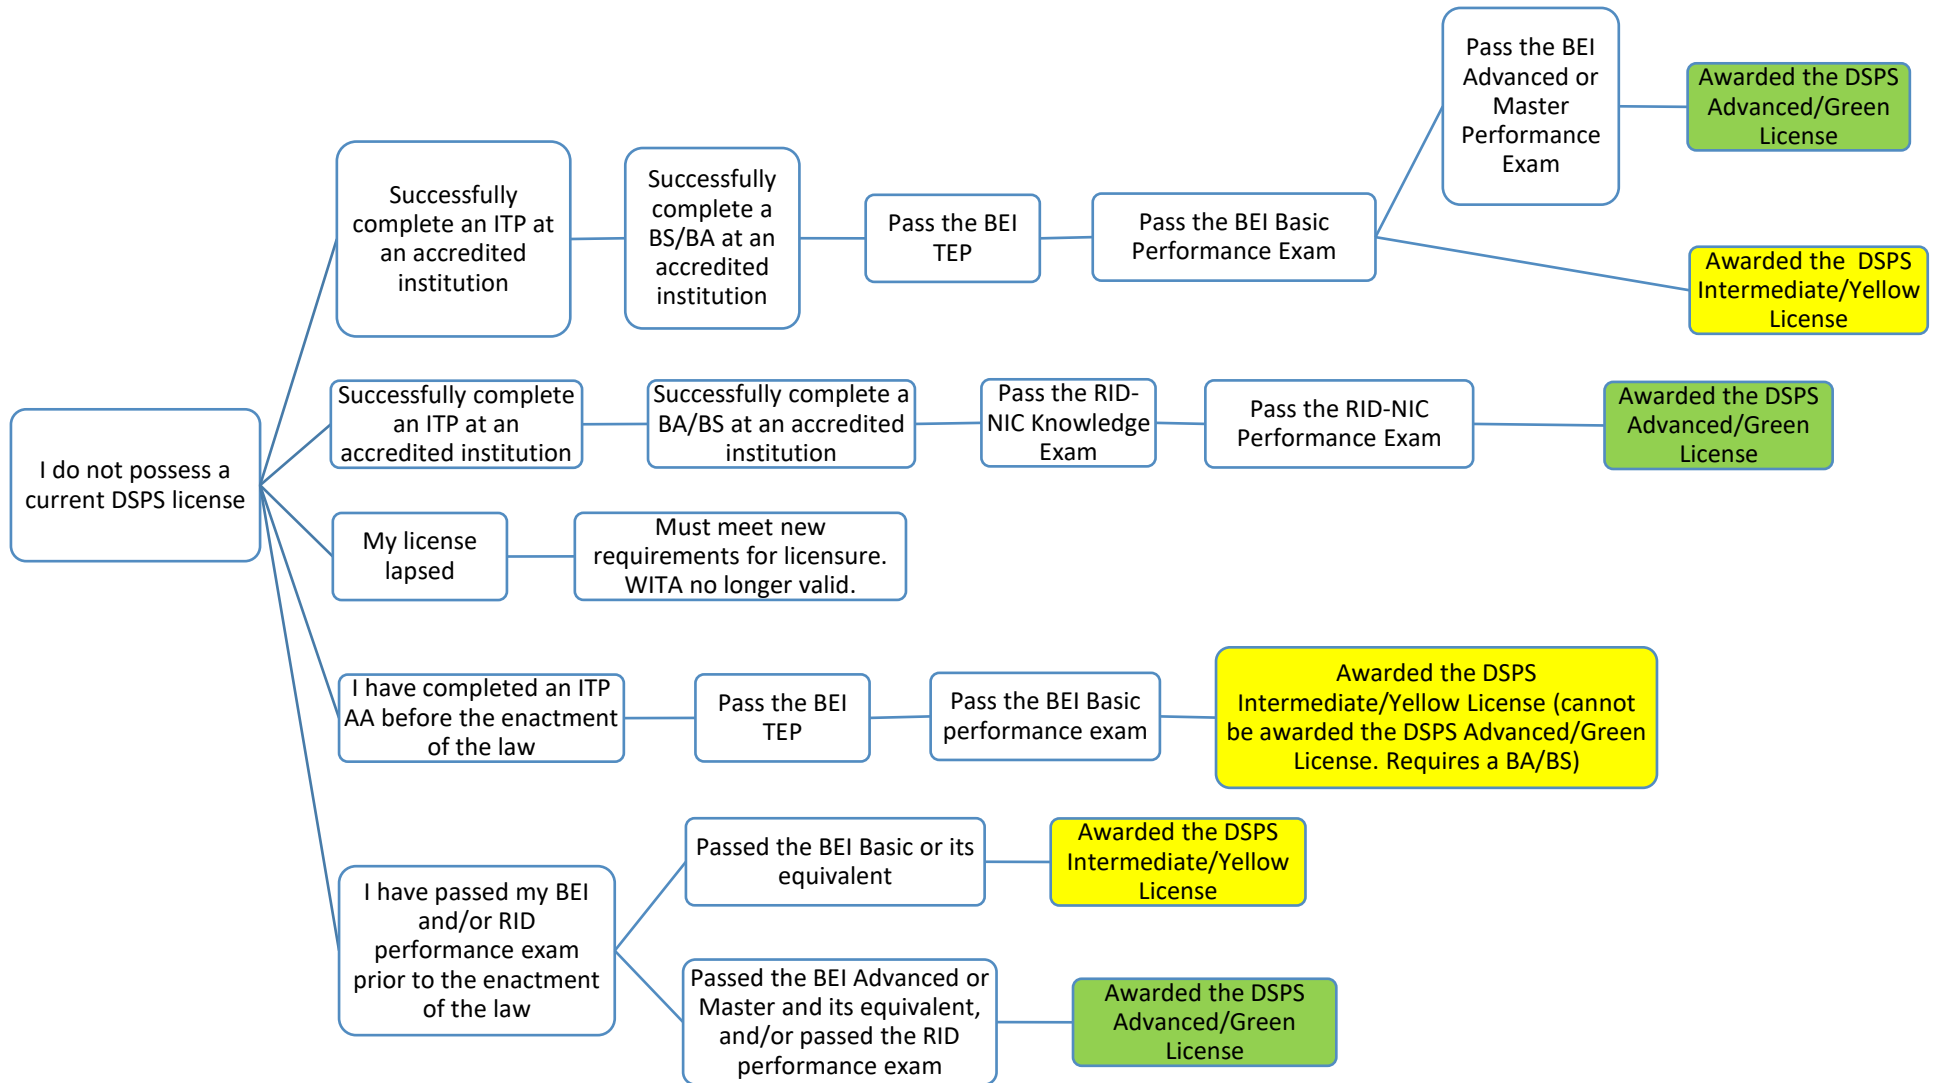 I do not possess a
current DSPS license
Successfully
complete an ITP at
an accredited
institution
Successfully
complete a
BS/BA at an
accredited
institution
Pass the BEI
TEP
Pass the BEI Basic
Performance Exam
Pass the BEI
Advanced or
Master
Performance
Exam
Awarded the DSPS
Advanced/Green
License
Awarded the  DSPS
Intermediate/Yellow
License
Successfully complete
an ITP at an
accredited institution
Successfully complete a
BA/BS at an accredited
institution
Pass the RID-
NIC Knowledge
Exam
Pass the RID-NIC
Performance Exam
Awarded the DSPS
Advanced/Green
License
My license
lapsed
Must meet new
requirements for licensure.
WITA no longer valid.
I have completed an ITP
AA before the enactment
of the law
Pass the BEI
TEP
Pass the BEI Basic
performance exam
Awarded the DSPS
Intermediate/Yellow License (cannot
be awarded the DSPS Advanced/Green
License. Requires a BA/BS)
I have passed my BEI
and/or RID
performance exam
prior to the enactment
of the law
Passed the BEI Basic or its
equivalent
Awarded the DSPS
Intermediate/Yellow
License
Passed the BEI Advanced or
Master and its equivalent,
and/or passed the RID
performance exam
Awarded the DSPS
Advanced/Green
License